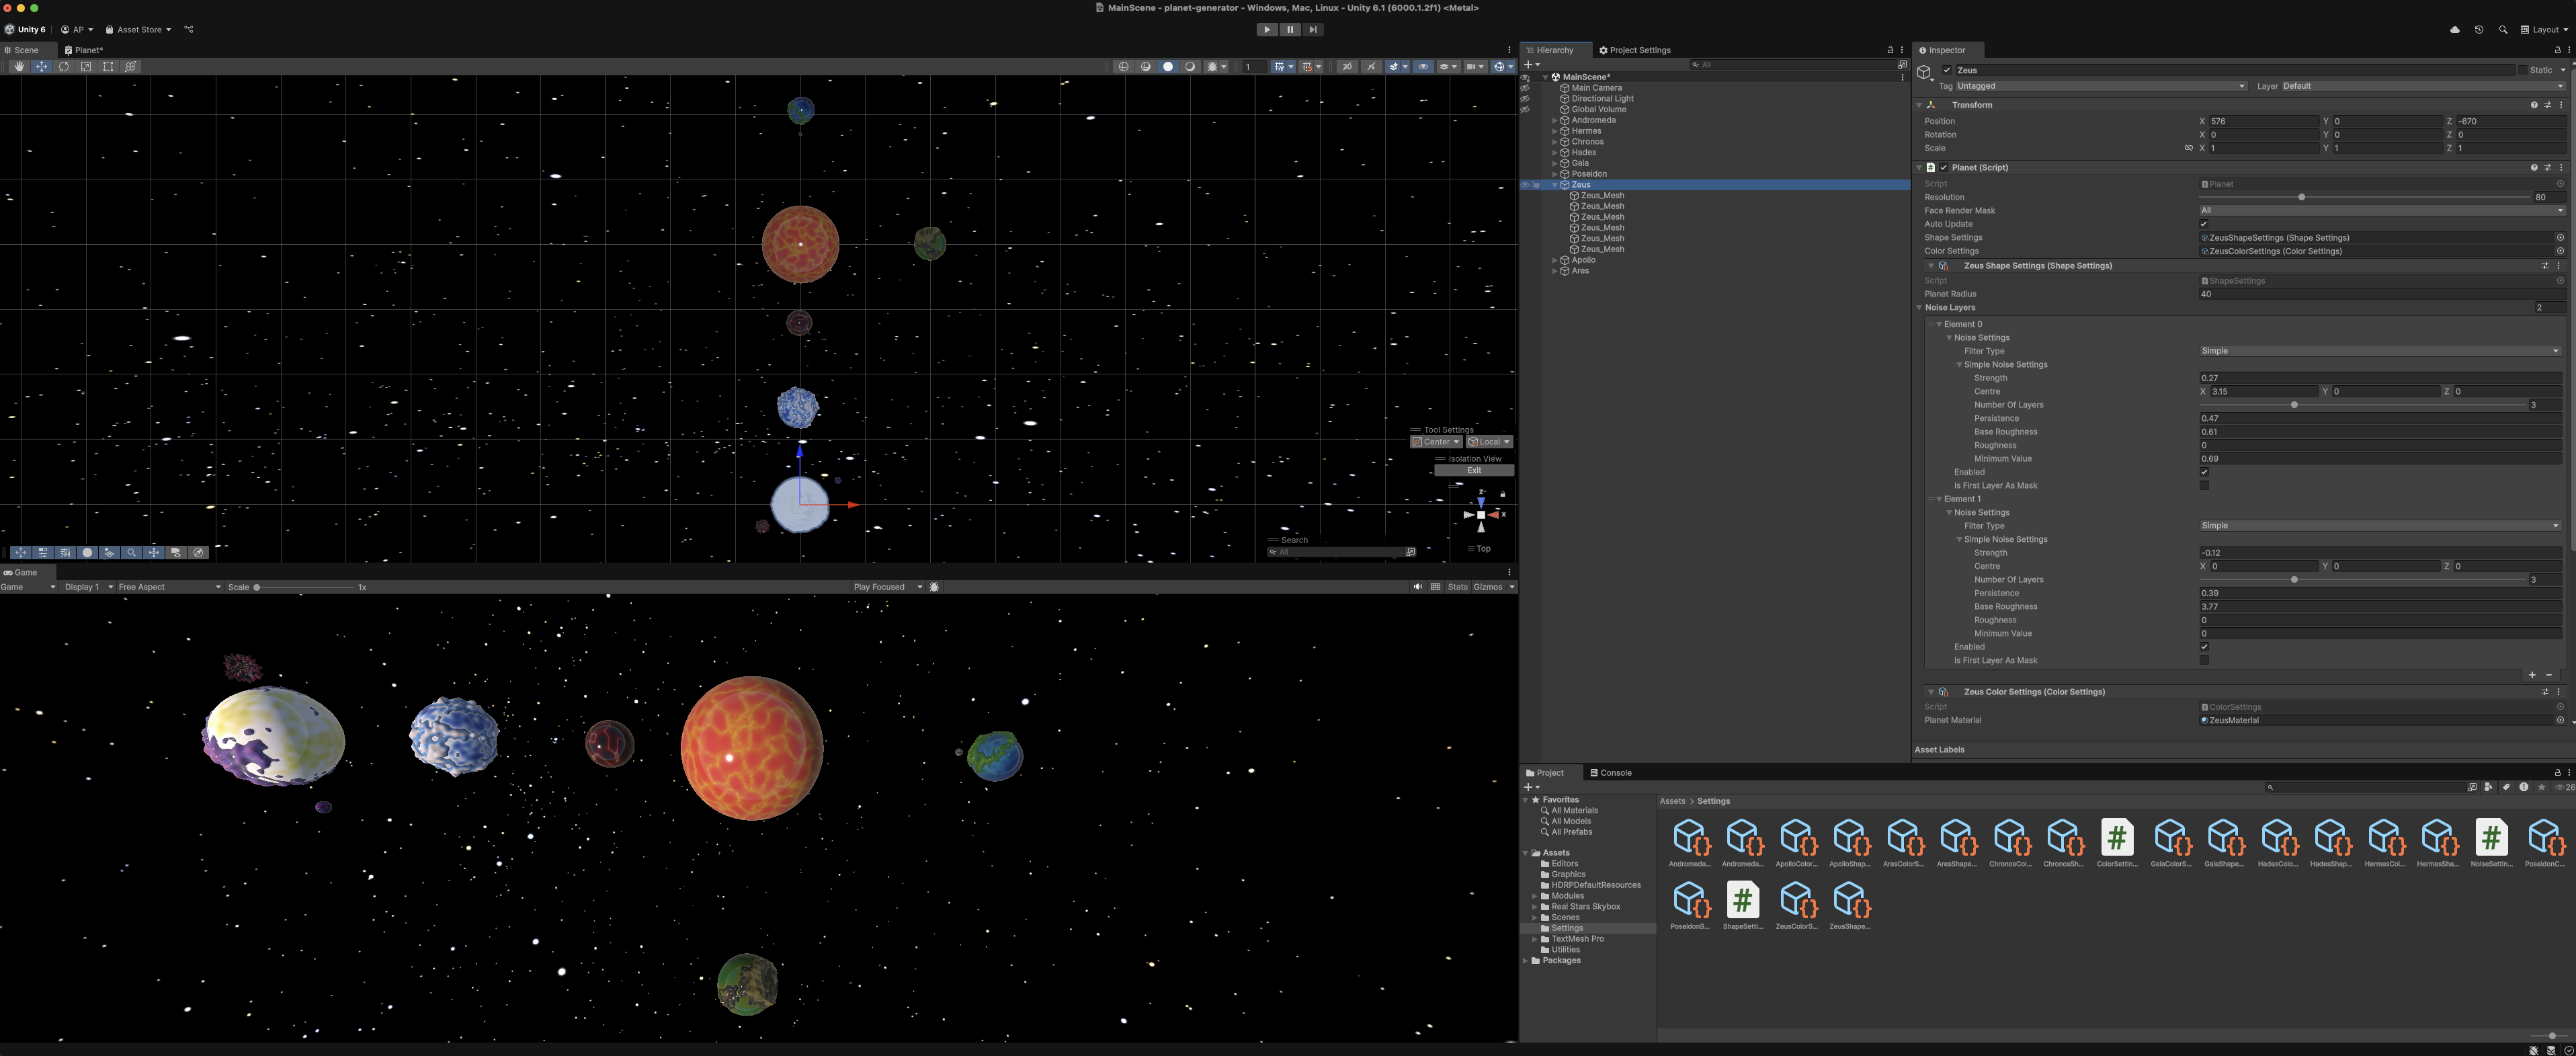 MainScene - planet-generator - Windows, Mac, Linux - Unity 6.1 (6000.1.2f1) <Metal>
Unity 6 AP Asset Store Layout
Scene Planet*
1
Tool Settings
Center Local
Isolation View
Exit
Z
X
Top
Search
All
Game
Game Display 1 Free Aspect Scale 1x Play Focused Stats Gizmos
Hierarchy Project Settings
All
MainScene*
Main Camera
Directional Light
Global Volume
Andromeda
Hermes
Chronos
Hades
Gaia
Poseidon
Zeus
Zeus_Mesh
Zeus_Mesh
Zeus_Mesh
Zeus_Mesh
Zeus_Mesh
Zeus_Mesh
Apollo
Ares
Inspector
Zeus Static
Tag Untagged Layer Default
Transform
Position X 576 Y 0 Z -670
Rotation X 0 Y 0 Z 0
Scale X 1 Y 1 Z 1
Planet (Script)
Script Planet
Resolution 80
Face Render Mask All
Auto Update
Shape Settings ZeusShapeSettings (Shape Settings)
Color Settings ZeusColorSettings (Color Settings)
Zeus Shape Settings (Shape Settings)
Script ShapeSettings
Planet Radius 40
Noise Layers 2
Element 0
Noise Settings
Filter Type Simple
Simple Noise Settings
Strength 0.27
Centre X 3.15 Y 0 Z 0
Number Of Layers 3
Persistence 0.47
Base Roughness 0.61
Roughness 0
Minimum Value 0.69
Enabled
Is First Layer As Mask
Element 1
Noise Settings
Filter Type Simple
Simple Noise Settings
Strength -0.12
Centre X 0 Y 0 Z 0
Number Of Layers 3
Persistence 0.39
Base Roughness 3.77
Roughness 0
Minimum Value 0
Enabled
Is First Layer As Mask
Zeus Color Settings (Color Settings)
Script ColorSettings
Planet Material ZeusMaterial
Asset Labels
Project Console
26
Favorites
All Materials
All Models
All Prefabs
Assets
Editors
Graphics
HDRPDefaultResources
Modules
Real Stars Skybox
Scenes
Settings
TextMesh Pro
Utilities
Packages
Assets > Settings
Andromeda... Andromeda... ApolloColor... ApolloShap... AresColorS... AresShape... ChronosCol... ChronosSh... ColorSettin... GaiaColorS... GaiaShape... HadesColo... HadesShap... HermesCol... HermesSha... NoiseSettin... PoseidonC...
PoseidonS... ShapeSetti... ZeusColorS... ZeusShape...